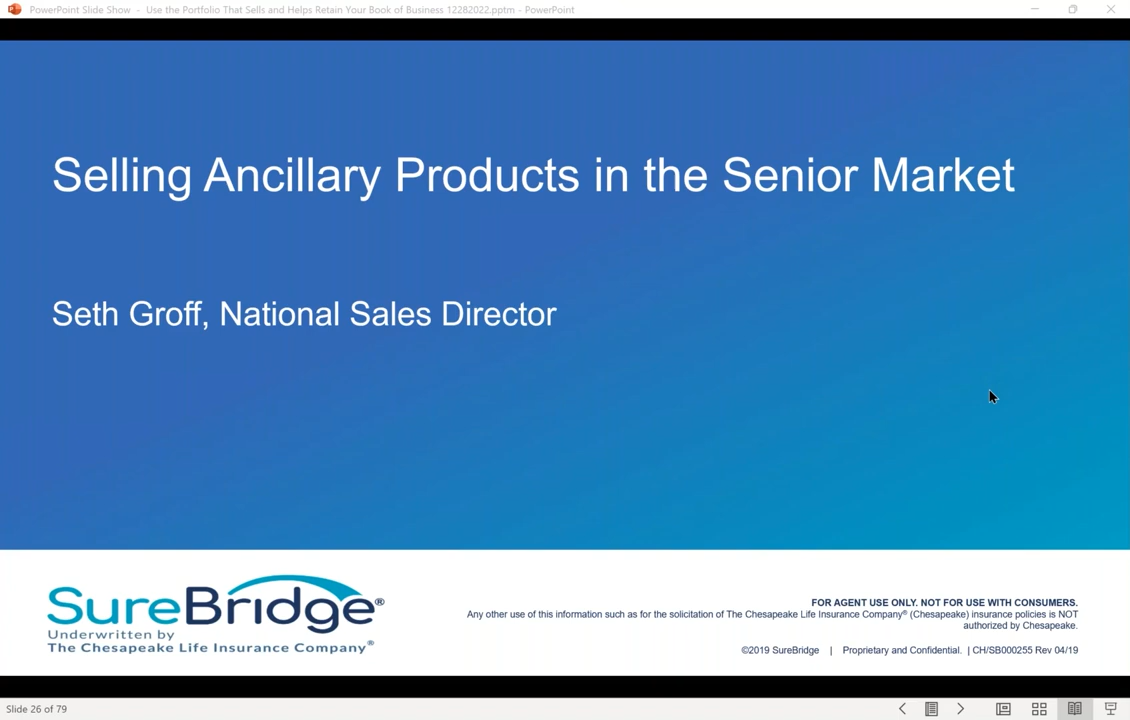 PowerPoint Slide Show - Use the Portfolio That Sells and Helps Retain Your Book of Business 12282022.pptm - PowerPoint
Selling Ancillary Products in the Senior Market
Seth Groff, National Sales Director
SureBridge®
Underwritten by
The Chesapeake Life Insurance Company®
FOR AGENT USE ONLY. NOT FOR USE WITH CONSUMERS.
Any other use of this information such as for the solicitation of The Chesapeake Life Insurance Company® (Chesapeake) insurance policies is NOT
authorized by Chesapeake.
©2019 SureBridge | Proprietary and Confidential. | CH/SB000255 Rev 04/19
Slide 26 of 79